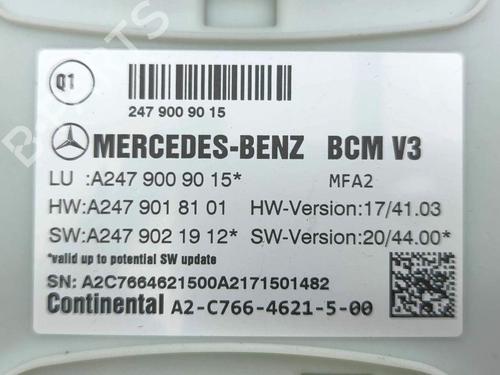 Q1
247 900 90 15
MERCEDES-BENZ BCM V3
LU :A247 900 90 15* MFA2
HW:A247 901 81 01 HW-Version:17/41.03
SW:A247 902 19 12* SW-Version:20/44.00*
*valid up to potential SW update
SN: A2C7664621500A2171501482
Continental A2-C766-4621-5-00